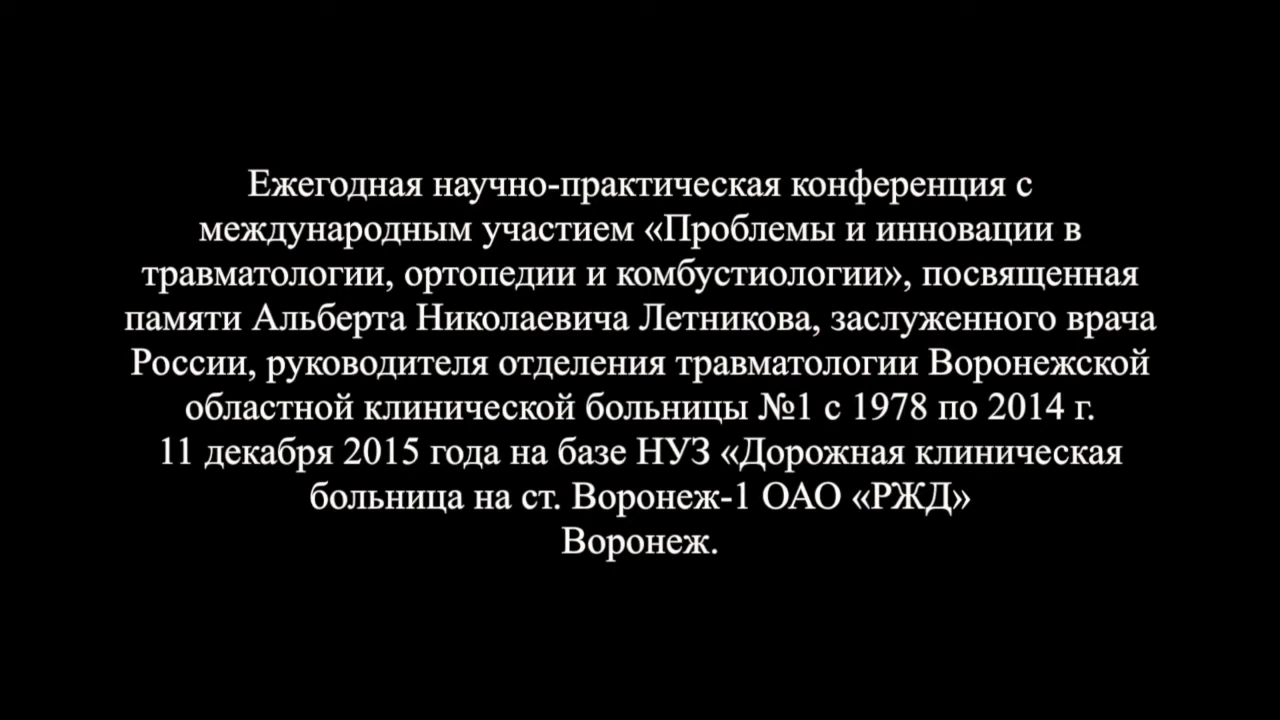 Ежегодная научно-практическая конференция с
международным участием «Проблемы и инновации в
травматологии, ортопедии и комбустиологии», посвященная
памяти Альберта Николаевича Летникова, заслуженного врача
России, руководителя отделения травматологии Воронежской
областной клинической больницы №1 с 1978 по 2014 г.
11 декабря 2015 года на базе НУЗ «Дорожная клиническая
больница на ст. Воронеж-1 ОАО «РЖД»
Воронеж.